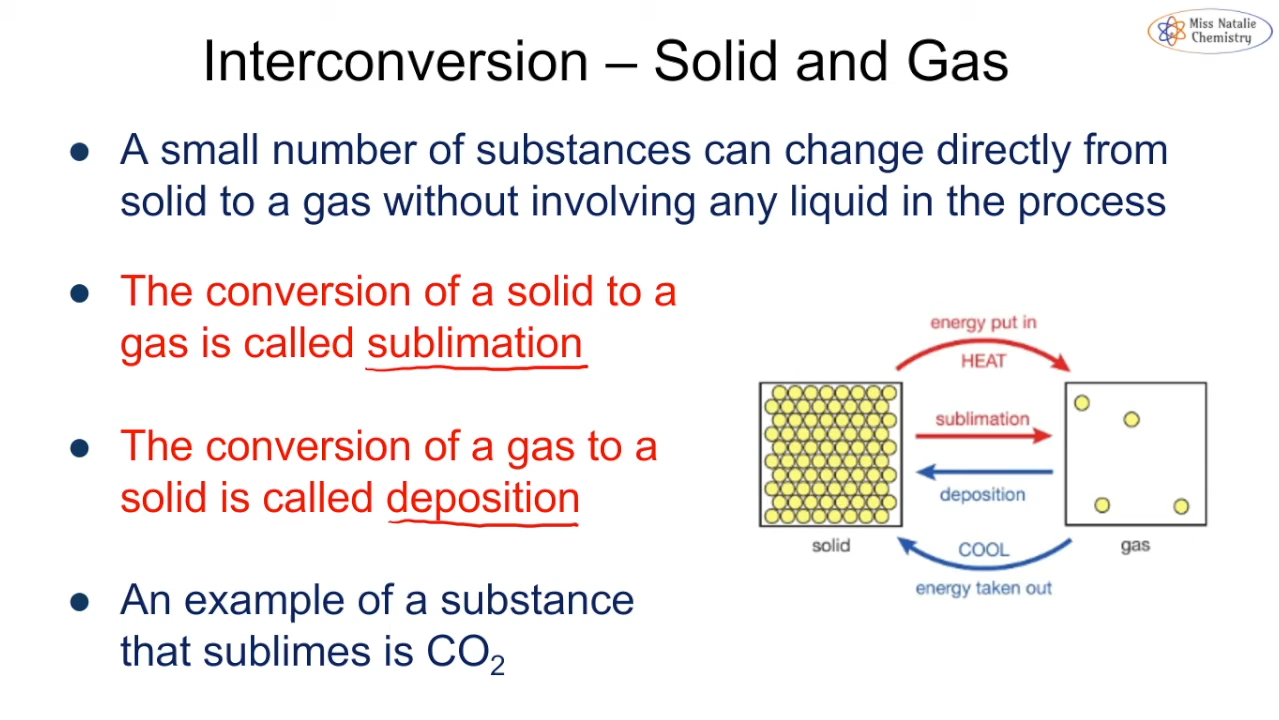 Miss Natalie
Chemistry
Interconversion – Solid and Gas
● A small number of substances can change directly from
solid to a gas without involving any liquid in the process
● The conversion of a solid to a
gas is called sublimation
● The conversion of a gas to a
solid is called deposition
● An example of a substance
that sublimes is CO₂
energy put in
HEAT
sublimation
deposition
solid
gas
COOL
energy taken out